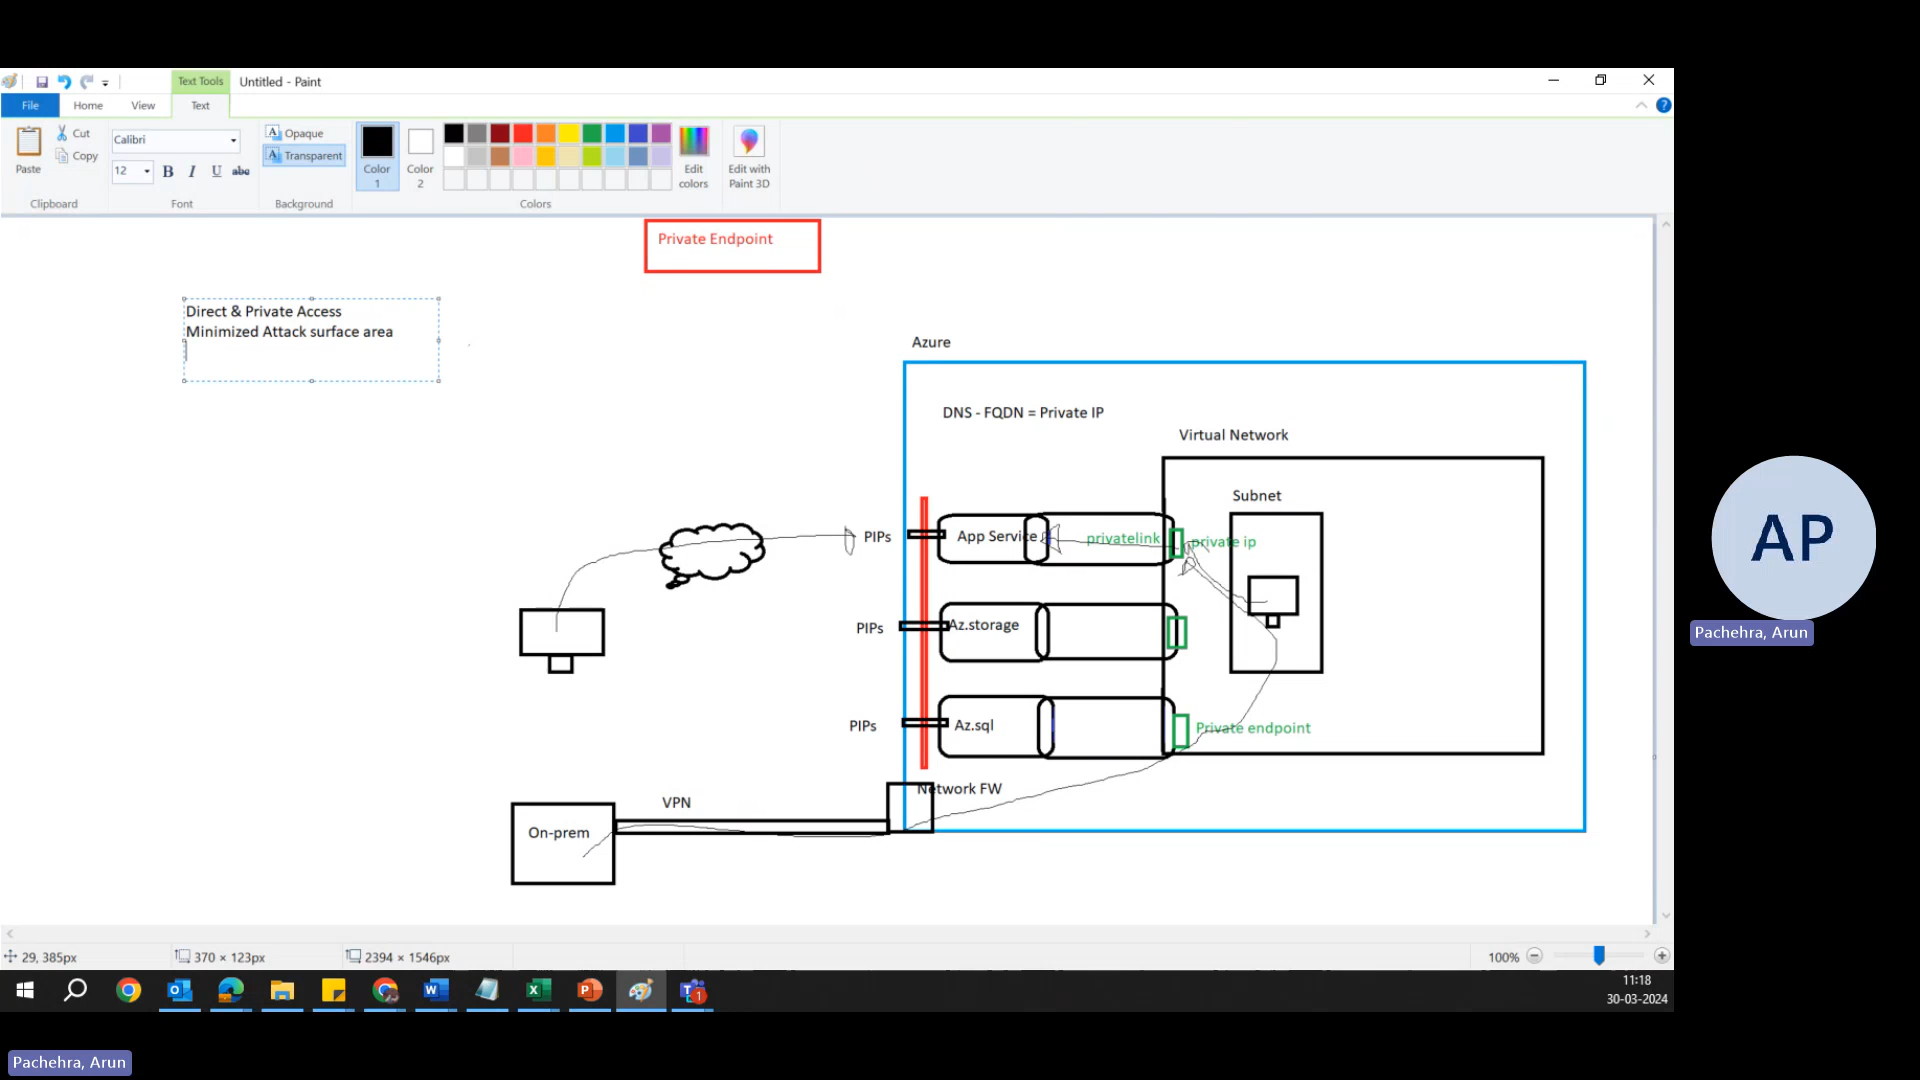 Text Tools
Untitled - Paint
File
Home
View
Text
Paste
Cut
Copy
Clipboard
Calibri
12
B I U abc
Font
Opaque
Transparent
Background
Color 1
Color 2
Edit colors
Edit with Paint 3D
Colors
Private Endpoint
Direct & Private Access
Minimized Attack surface area
Azure
DNS - FQDN = Private IP
Virtual Network
Subnet
PIPs
App Service
privatelink
private ip
PIPs
Az.storage
PIPs
Az.sql
Private endpoint
Network FW
VPN
On-prem
29, 385px
370 × 123px
2394 × 1546px
100%
11:18
30-03-2024
AP
Pachehra, Arun
Pachehra, Arun